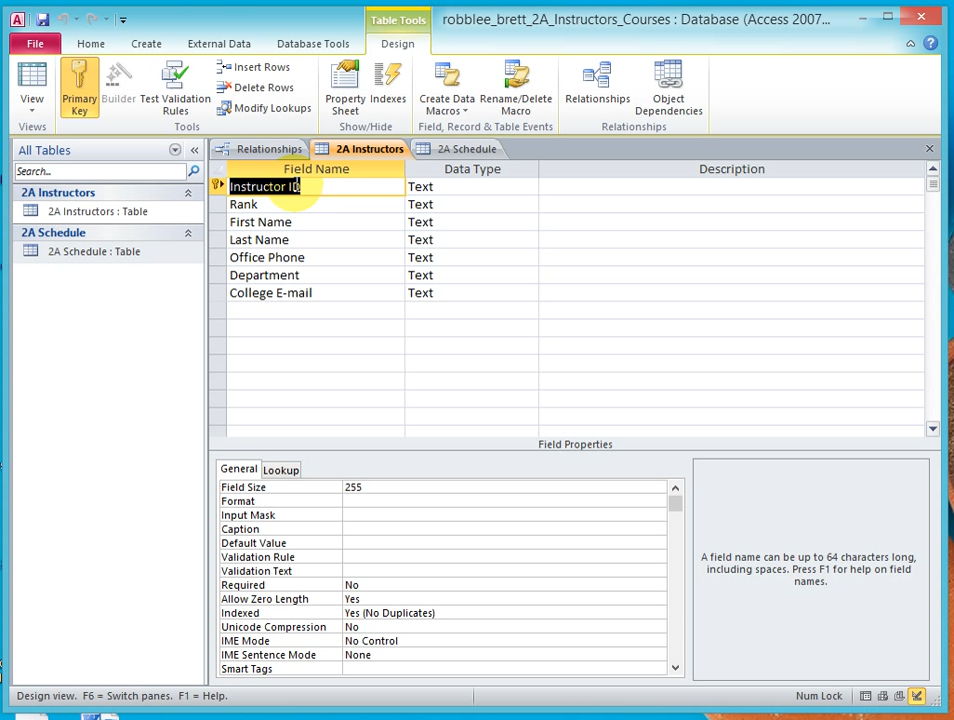 Table Tools
robblee_brett_2A_Instructors_Courses : Database (Access 2007...
File
Home
Create
External Data
Database Tools
Design
View
Primary Key
Builder
Test Validation Rules
Insert Rows
Delete Rows
Modify Lookups
Property Sheet
Indexes
Create Data Macros
Rename/Delete Macro
Relationships
Object Dependencies
Views
Tools
Show/Hide
Field, Record & Table Events
Relationships
All Tables
Search...
2A Instructors
2A Instructors : Table
2A Schedule
2A Schedule : Table
Relationships
2A Instructors
2A Schedule
Field Name
Data Type
Description
Instructor ID
Text
Rank
Text
First Name
Text
Last Name
Text
Office Phone
Text
Department
Text
College E-mail
Text
Field Properties
General
Lookup
Field Size
255
Format
Input Mask
Caption
Default Value
Validation Rule
Validation Text
Required
No
Allow Zero Length
Yes
Indexed
Yes (No Duplicates)
Unicode Compression
No
IME Mode
No Control
IME Sentence Mode
None
Smart Tags
A field name can be up to 64 characters long,
including spaces. Press F1 for help on field
names.
Design view. F6 = Switch panes. F1 = Help.
Num Lock